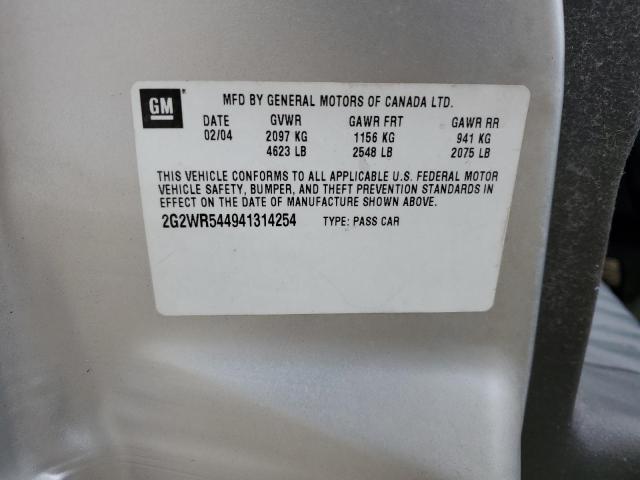 GM
MFD BY GENERAL MOTORS OF CANADA LTD.
DATE GVWR GAWR FRT GAWR RR
02/04 2097 KG 1156 KG 941 KG
4623 LB 2548 LB 2075 LB
THIS VEHICLE CONFORMS TO ALL APPLICABLE U.S. FEDERAL MOTOR
VEHICLE SAFETY, BUMPER, AND THEFT PREVENTION STANDARDS IN
EFFECT ON THE DATE OF MANUFACTURE SHOWN ABOVE.
2G2WR544941314254 TYPE: PASS CAR